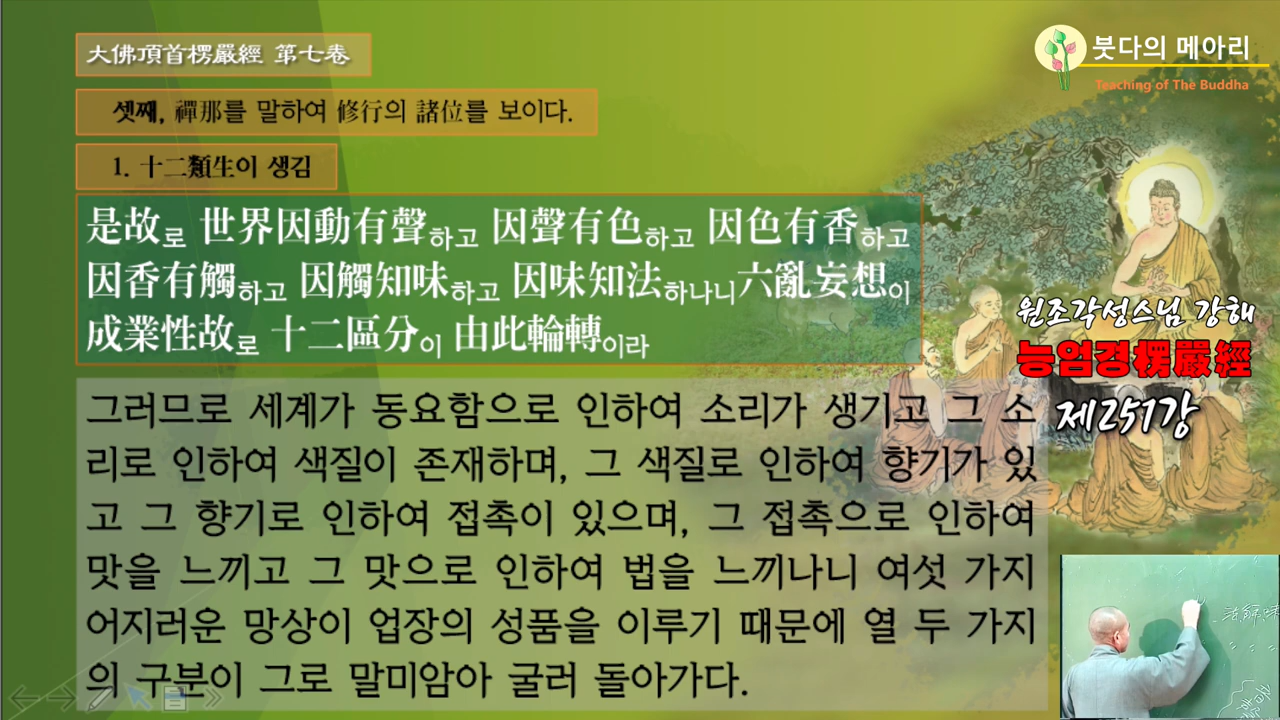 大佛頂首楞嚴經 第七卷
셋째, 禪那를 말하여 修行의 諸位를 보이다.
1. 十二類生이 생김
是故로 世界因動有聲하고 因聲有色하고 因色有香하고
因香有觸하고 因觸知味하고 因味知法하나니六亂妄想이
成業性故로 十二區分이 由此輪轉이라
그러므로 세계가 동요함으로 인하여 소리가 생기고 그 소
리로 인하여 색질이 존재하며, 그 색질로 인하여 향기가 있
고 그 향기로 인하여 접촉이 있으며, 그 접촉으로 인하여
맛을 느끼고 그 맛으로 인하여 법을 느끼나니 여섯 가지
어지러운 망상이 업장의 성품을 이루기 때문에 열 두 가지
의 구분이 그로 말미암아 굴러 돌아가다.
붓다의 메아리
Teaching of The Buddha
원조각성스님 강해
능엄경楞嚴經
제251강